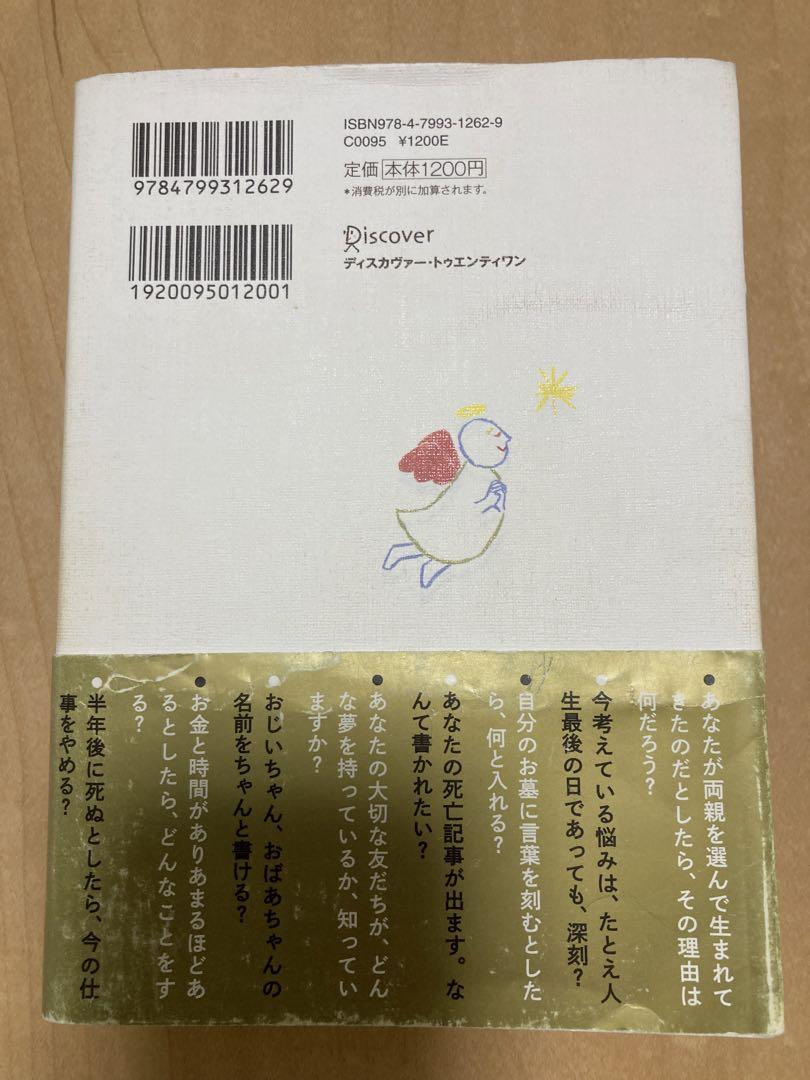 ISBN978-4-7993-1262-9
C0095 ¥1200E
定価 本体1200円
*消費税が別に加算されます。
9784799312629
Discover
ディスカヴァー・トゥエンティワン
1920095012001
● あなたが両親を選んで生まれて
きたのだとしたら、その理由は
何だろう?
● 今考えている悩みは、たとえ人
生最後の日であっても、深刻?
● 自分のお墓に言葉を刻むとした
ら、何と入れる?
● あなたの死亡記事が出ます。な
んて書かれたい?
● あなたの大切な友だちが、どん
な夢を持っているか、知ってい
ますか?
● おじいちゃん、おばあちゃんの
名前をちゃんと書ける?
● お金と時間がありあまるほどあ
るとしたら、どんなことをす
る?
● 半年後に死ぬとしたら、今の仕
事をやめる?